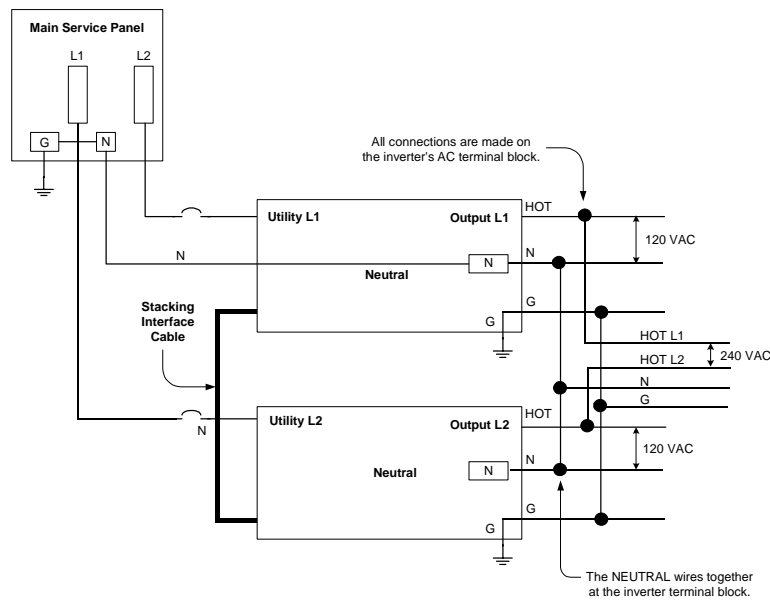 Main Service Panel
L1
L2
G
N
All connections are made on
the inverter's AC terminal block.
HOT
Utility L1
Output L1
120 VAC
N
N
N
Neutral
G
G
Stacking
Interface
Cable
HOT L1
240 VAC
HOT L2
N
G
HOT
Utility L2
Output L2
N
120 VAC
N
N
Neutral
G
G
The NEUTRAL wires together
at the inverter terminal block.